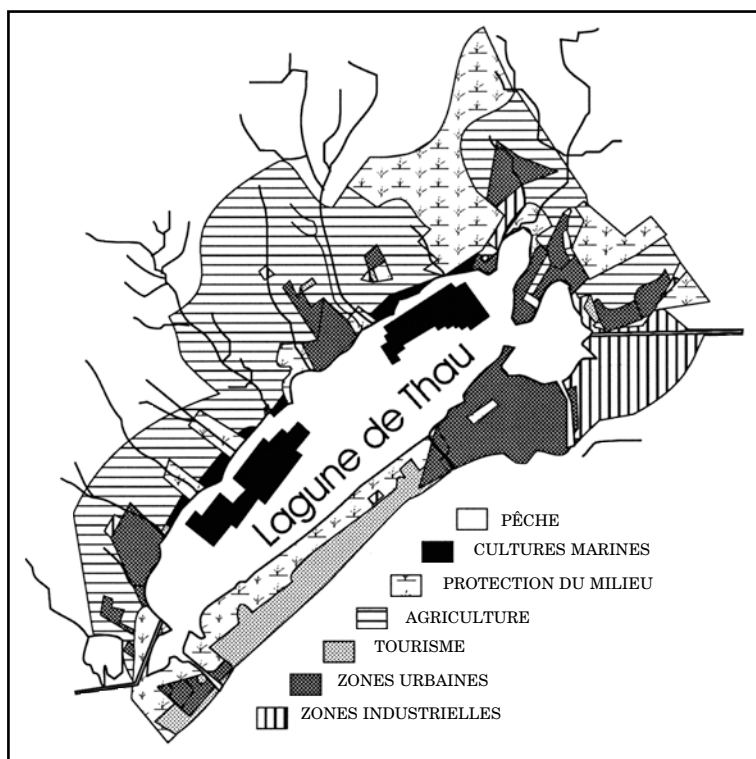 Lagune de Thau
PÊCHE
CULTURES MARINES
PROTECTION DU MILIEU
AGRICULTURE
TOURISME
ZONES URBAINES
ZONES INDUSTRIELLES